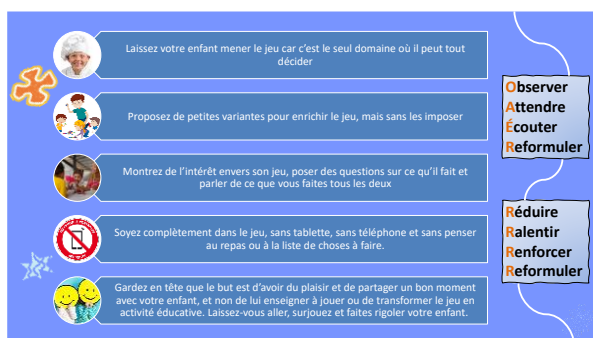 Laissez votre enfant mener le jeu car c'est le seul domaine où il peut tout
décider
Proposez de petites variantes pour enrichir le jeu, mais sans les imposer
Montrez de l'intérêt envers son jeu, poser des questions sur ce qu'il fait et
parler de ce que vous faites tous les deux
Soyez complètement dans le jeu, sans tablette, sans téléphone et sans penser
au repas ou à la liste de choses à faire.
Gardez en tête que le but est d'avoir du plaisir et de partager un bon moment
avec votre enfant, et non de lui enseigner à jouer ou de transformer le jeu en
activité éducative. Laissez-vous aller, surjouez et faites rigoler votre enfant.
Observer
Attendre
Écouter
Reformuler
Réduire
Ralentir
Renforcer
Reformuler